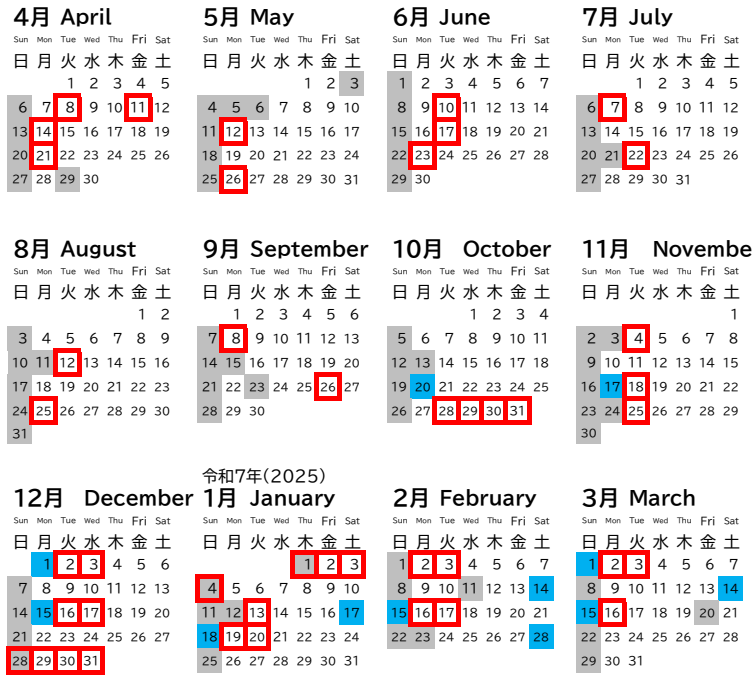 4月 April
Sun Mon Tue Wed Thu Fri Sat
日 月 火 水 木 金 土
1 2 3 4 5
6 7 8 9 10 11 12
13 14 15 16 17 18 19
20 21 22 23 24 25 26
27 28 29 30
5月 May
Sun Mon Tue Wed Thu Fri Sat
日 月 火 水 木 金 土
1 2 3
4 5 6 7 8 9 10
11 12 13 14 15 16 17
18 19 20 21 22 23 24
25 26 27 28 29 30 31
6月 June
Sun Mon Tue Wed Thu Fri Sat
日 月 火 水 木 金 土
1 2 3 4 5 6 7
8 9 10 11 12 13 14
15 16 17 18 19 20 21
22 23 24 25 26 27 28
29 30
7月 July
Sun Mon Tue Wed Thu Fri Sat
日 月 火 水 木 金 土
1 2 3 4 5
6 7 8 9 10 11 12
13 14 15 16 17 18 19
20 21 22 23 24 25 26
27 28 29 30 31
8月 August
Sun Mon Tue Wed Thu Fri Sat
日 月 火 水 木 金 土
1 2
3 4 5 6 7 8 9
10 11 12 13 14 15 16
17 18 19 20 21 22 23
24 25 26 27 28 29 30
31
9月 September
Sun Mon Tue Wed Thu Fri Sat
日 月 火 水 木 金 土
1 2 3 4 5 6
7 8 9 10 11 12 13
14 15 16 17 18 19 20
21 22 23 24 25 26 27
28 29 30
10月 October
Sun Mon Tue Wed Thu Fri Sat
日 月 火 水 木 金 土
1 2 3 4
5 6 7 8 9 10 11
12 13 14 15 16 17 18
19 20 21 22 23 24 25
26 27 28 29 30 31
11月 Novembe
Sun Mon Tue Wed Thu Fri Sat
日 月 火 水 木 金 土
1
2 3 4 5 6 7 8
9 10 11 12 13 14 15
16 17 18 19 20 21 22
23 24 25 26 27 28 29
30
12月 December
Sun Mon Tue Wed Thu Fri Sat
日 月 火 水 木 金 土
1 2 3 4 5 6
7 8 9 10 11 12 13
14 15 16 17 18 19 20
21 22 23 24 25 26 27
28 29 30 31
令和7年(2025)
1月 January
Sun Mon Tue Wed Thu Fri Sat
日 月 火 水 木 金 土
1 2 3
4 5 6 7 8 9 10
11 12 13 14 15 16 17
18 19 20 21 22 23 24
25 26 27 28 29 30 31
2月 February
Sun Mon Tue Wed Thu Fri Sat
日 月 火 水 木 金 土
1 2 3 4 5 6 7
8 9 10 11 12 13 14
15 16 17 18 19 20 21
22 23 24 25 26 27 28
3月 March
Sun Mon Tue Wed Thu Fri Sat
日 月 火 水 木 金 土
1 2 3 4 5 6 7
8 9 10 11 12 13 14
15 16 17 18 19 20 21
22 23 24 25 26 27 28
29 30 31